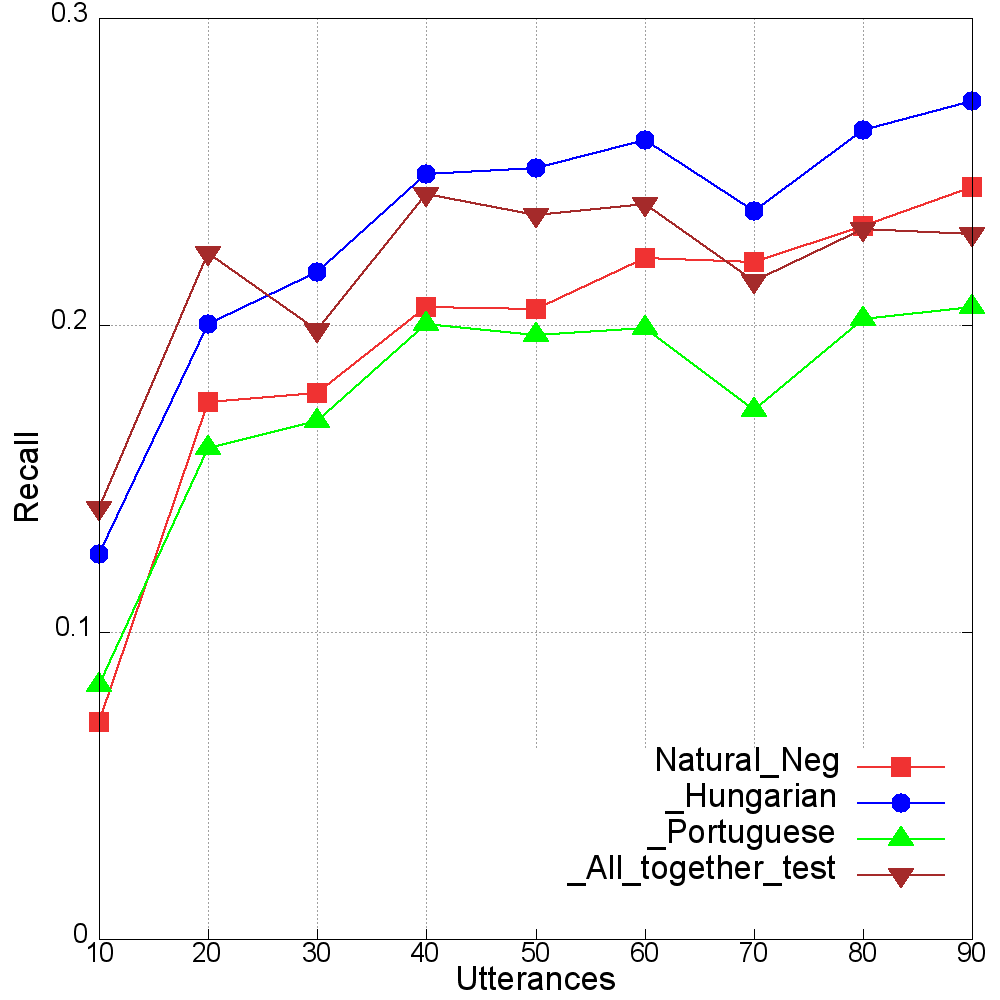 0.3
0.2
0.1
0
Recall
10 20 30 40 50 60 70 80 90
Utterances
Natural_Neg
_Hungarian
_Portuguese
_All_together_test